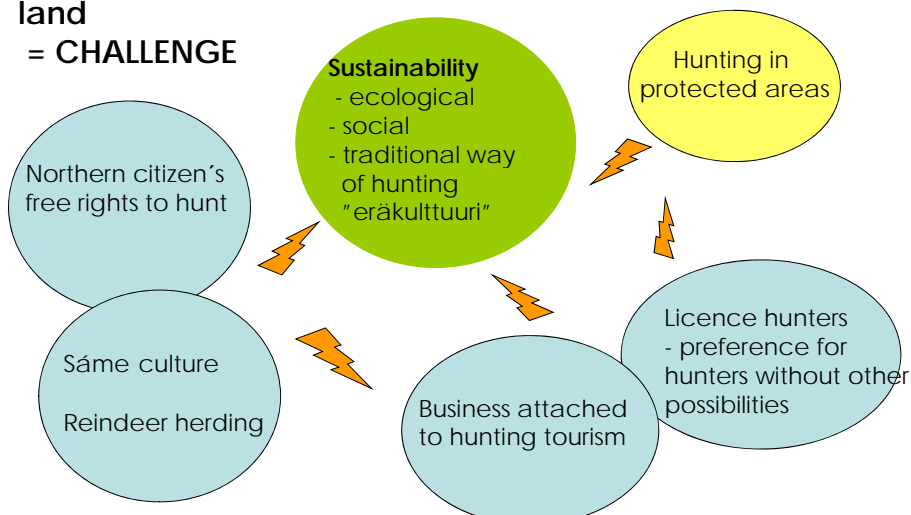 land
= CHALLENGE
Sustainability
- ecological
- social
- traditional way
of hunting
"eräkulttuuri"
Hunting in
protected areas
Northern citizen´s
free rights to hunt
Sáme culture
Reindeer herding
Business attached
to hunting tourism
Licence hunters
- preference for
hunters without other
possibilities